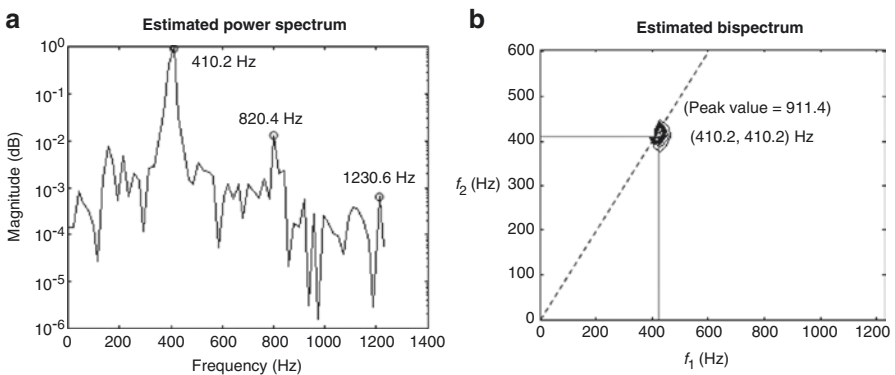 a
Estimated power spectrum
10^0
10^-1
10^-2
10^-3
10^-4
10^-5
10^-6
Magnitude (dB)
410.2 Hz
820.4 Hz
1230.6 Hz
0 200 400 600 800 1000 1200 1400
Frequency (Hz)
b
Estimated bispectrum
600
500
400
300
200
100
0
f_2 (Hz)
(Peak value = 911.4)
(410.2, 410.2) Hz
0 200 400 600 800 1000 1200
f_1 (Hz)